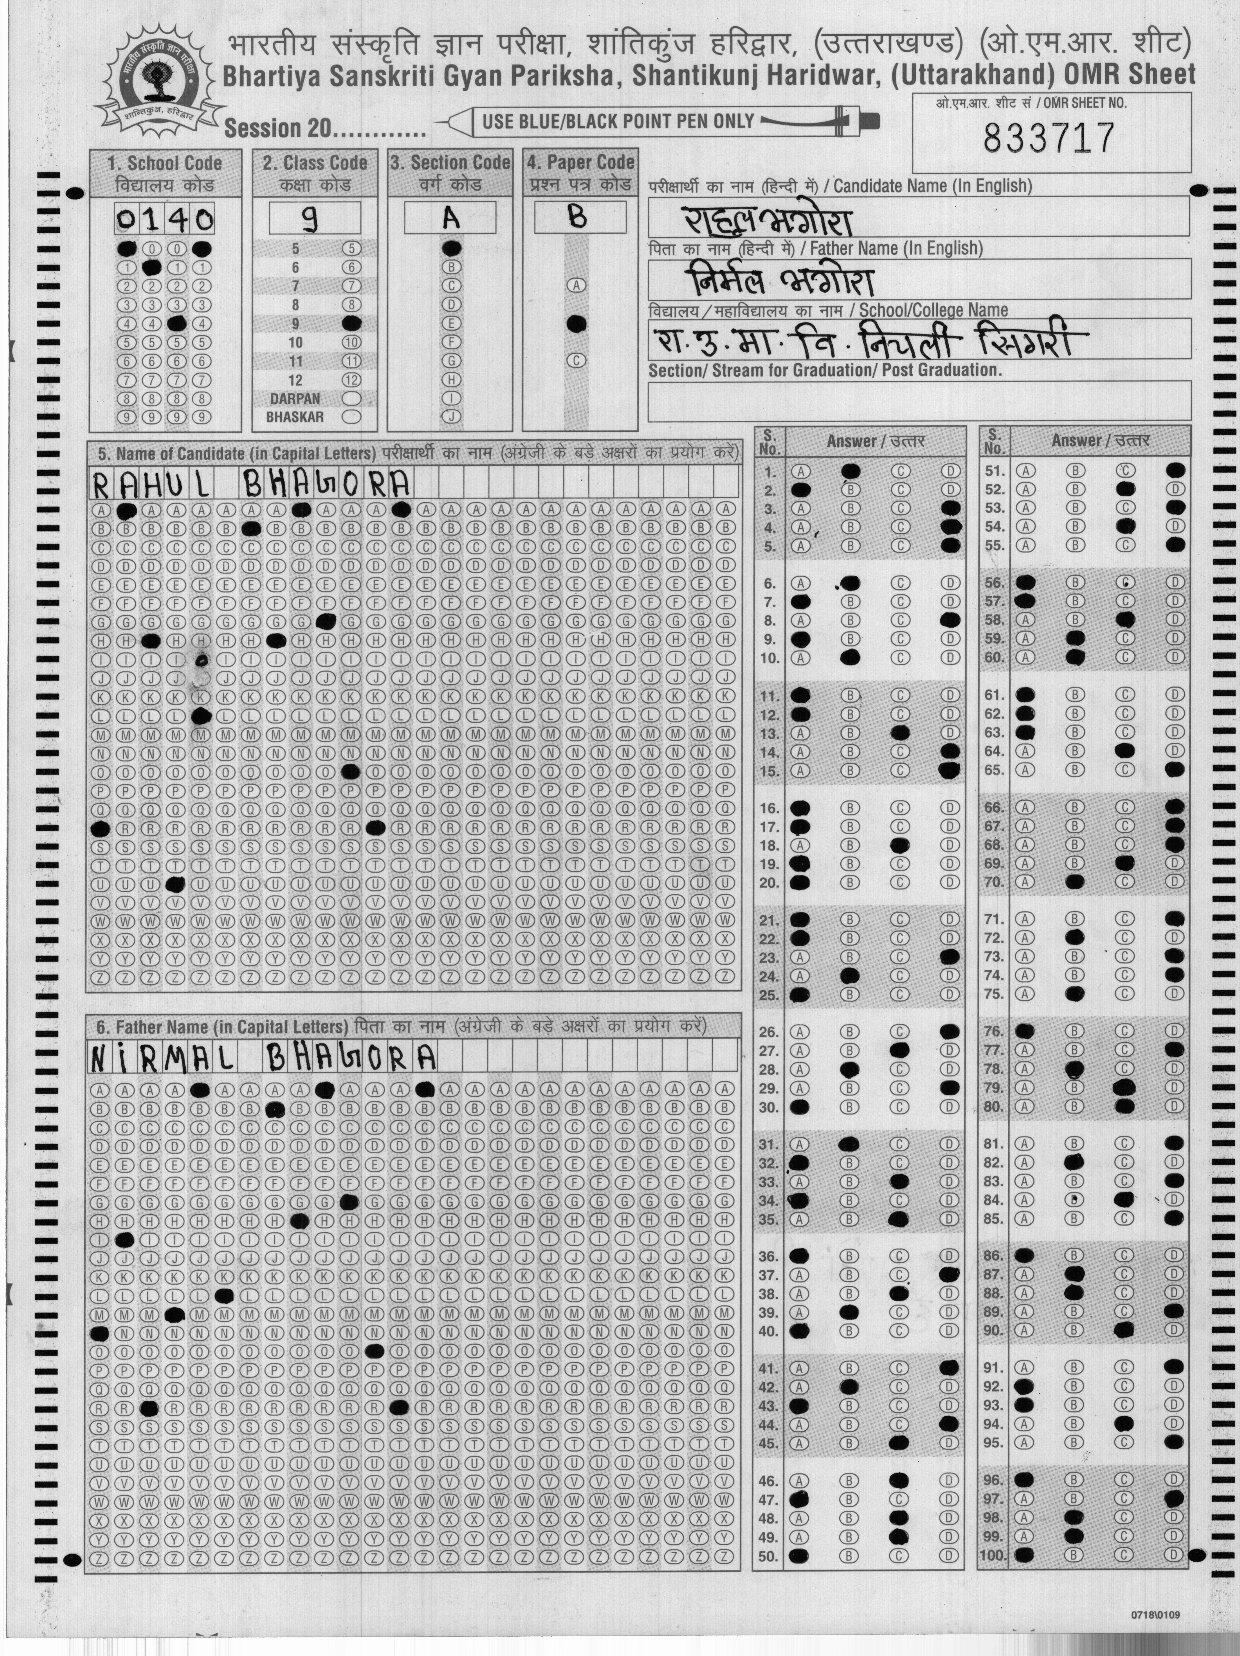 भारतीय संस्कृति ज्ञान परीक्षा, शांतिकुंज हरिद्वार, (उत्तराखण्ड) (ओ.एम.आर. शीट)
Bhartiya Sanskriti Gyan Pariksha, Shantikunj Haridwar, (Uttarakhand) OMR Sheet
Session 20............
USE BLUE/BLACK POINT PEN ONLY
ओ.एम.आर. शीट सं / OMR SHEET NO.
833717
1. School Code
विद्यालय कोड
0140
2. Class Code
कक्षा कोड
9
5
6
7
8
9
10
11
12
DARPAN
BHASKAR
3. Section Code
वर्ग कोड
A
4. Paper Code
प्रश्न पत्र कोड
B
परीक्षार्थी का नाम (हिन्दी में) / Candidate Name (In English)
राहूल भगोरा
पिता का नाम (हिन्दी में) / Father Name (In English)
निर्मल भगोरा
विद्यालय/महाविद्यालय का नाम / School/College Name
रा.उ.मा.वि.निचली सिगरी
Section/ Stream for Graduation/ Post Graduation.
5. Name of Candidate (in Capital Letters) परीक्षार्थी का नाम (अंग्रेजी के बड़े अक्षरों का प्रयोग करें)
RAHUL BHAGORA
6. Father Name (in Capital Letters) पिता का नाम (अंग्रेजी के बड़े अक्षरों का प्रयोग करें)
NiRMAL BHAGORA
S. No. Answer / उत्तर
S. No. Answer / उत्तर
0718\0109